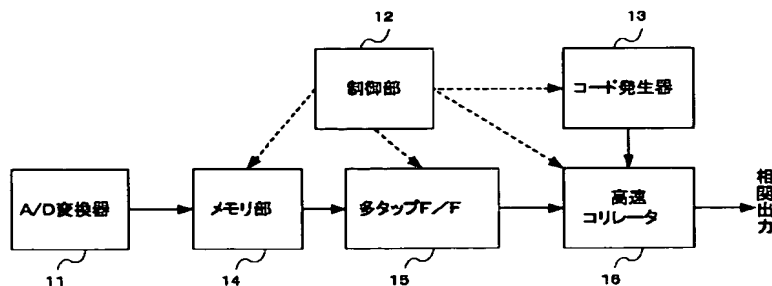 12
13
制御部
コード発生器
A/D変換器
メモリ部
多タップF/F
高速
コリレータ
相関出力
11
14
15
16